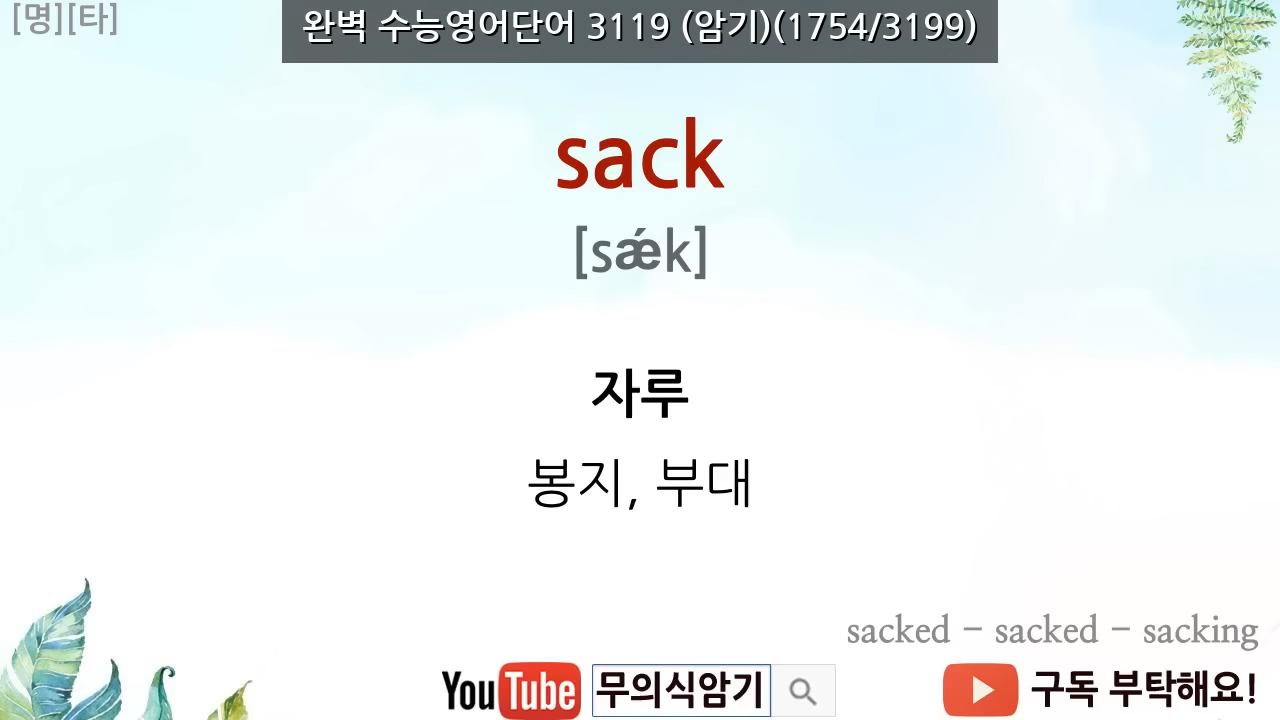 [명][타]
완벽 수능영어단어 3119 (암기)(1754/3199)
sack
[sǽk]
자루
봉지, 부대
sacked - sacked - sacking
YouTube 무의식암기
구독 부탁해요!